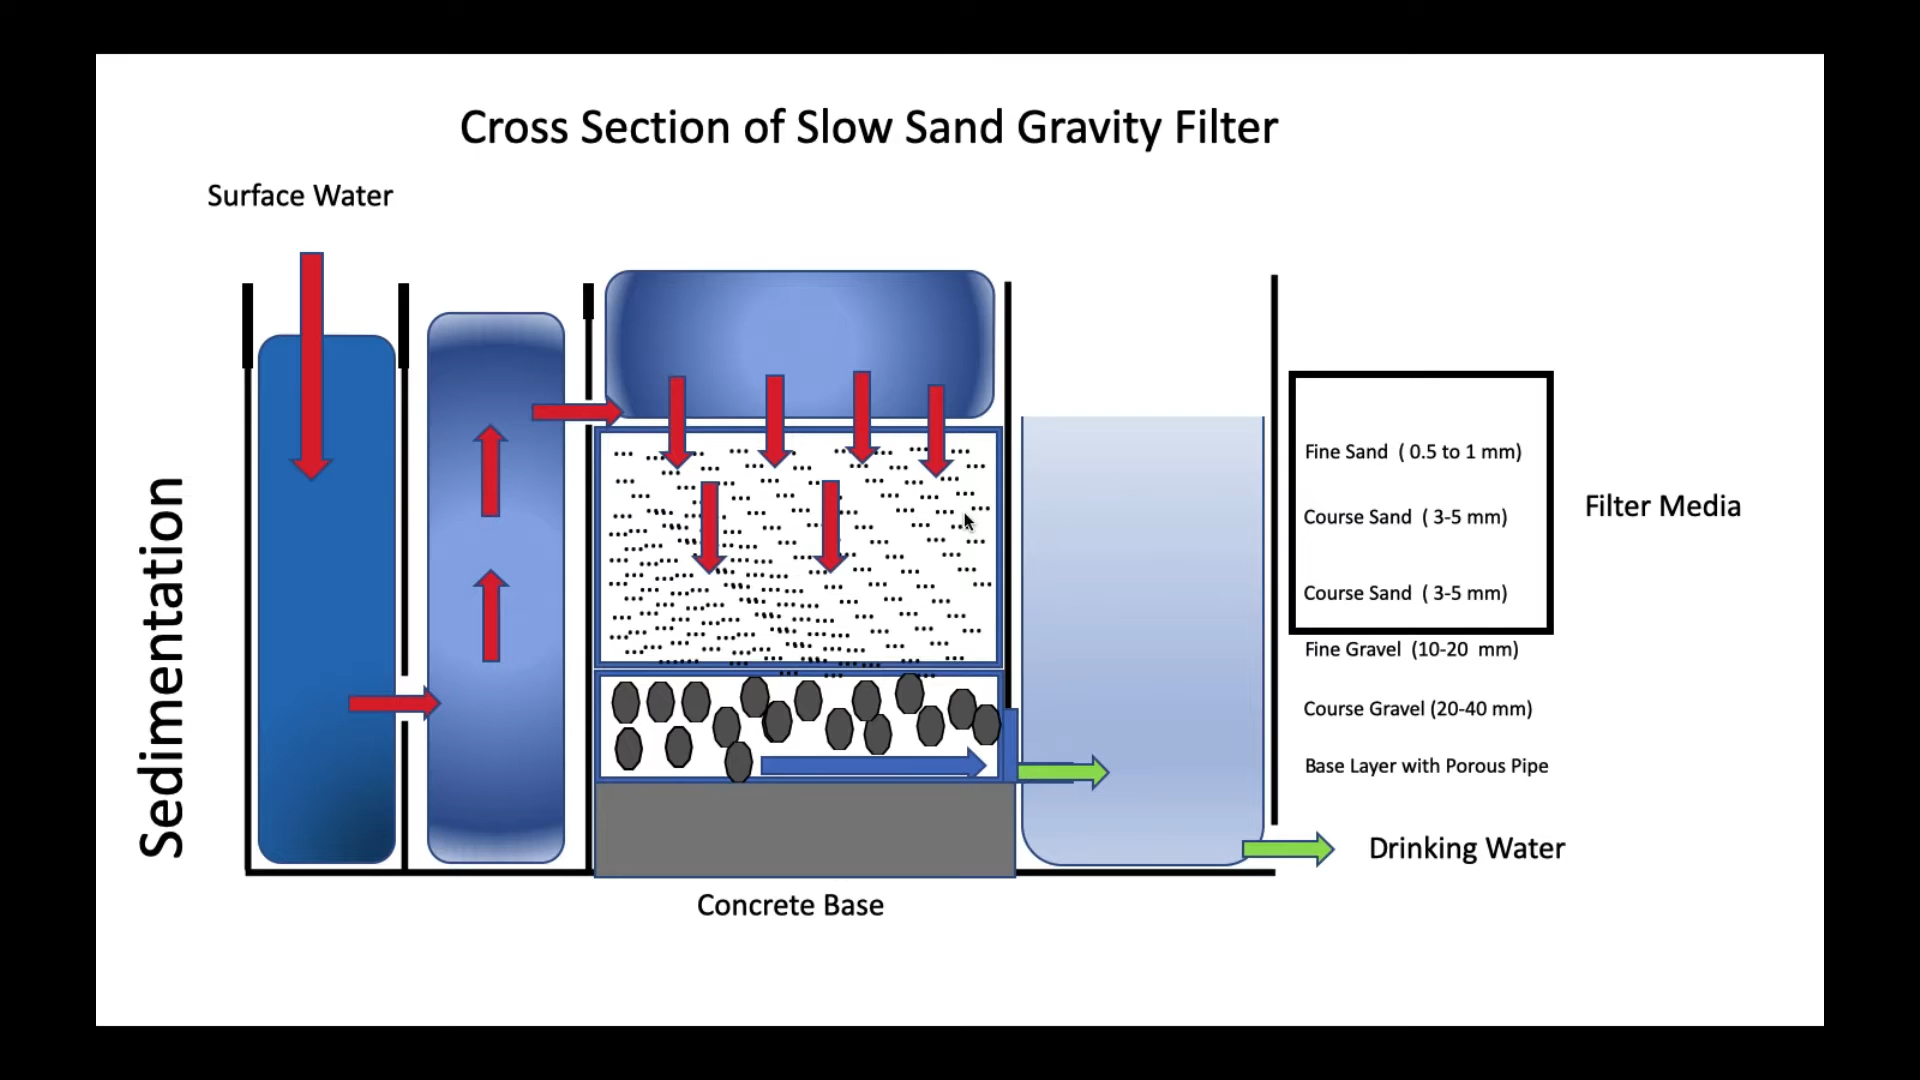 Cross Section of Slow Sand Gravity Filter
Surface Water
Sedimentation
Fine Sand ( 0.5 to 1 mm)
Course Sand ( 3-5 mm)
Filter Media
Course Sand ( 3-5 mm)
Fine Gravel (10-20 mm)
Course Gravel (20-40 mm)
Base Layer with Porous Pipe
Drinking Water
Concrete Base